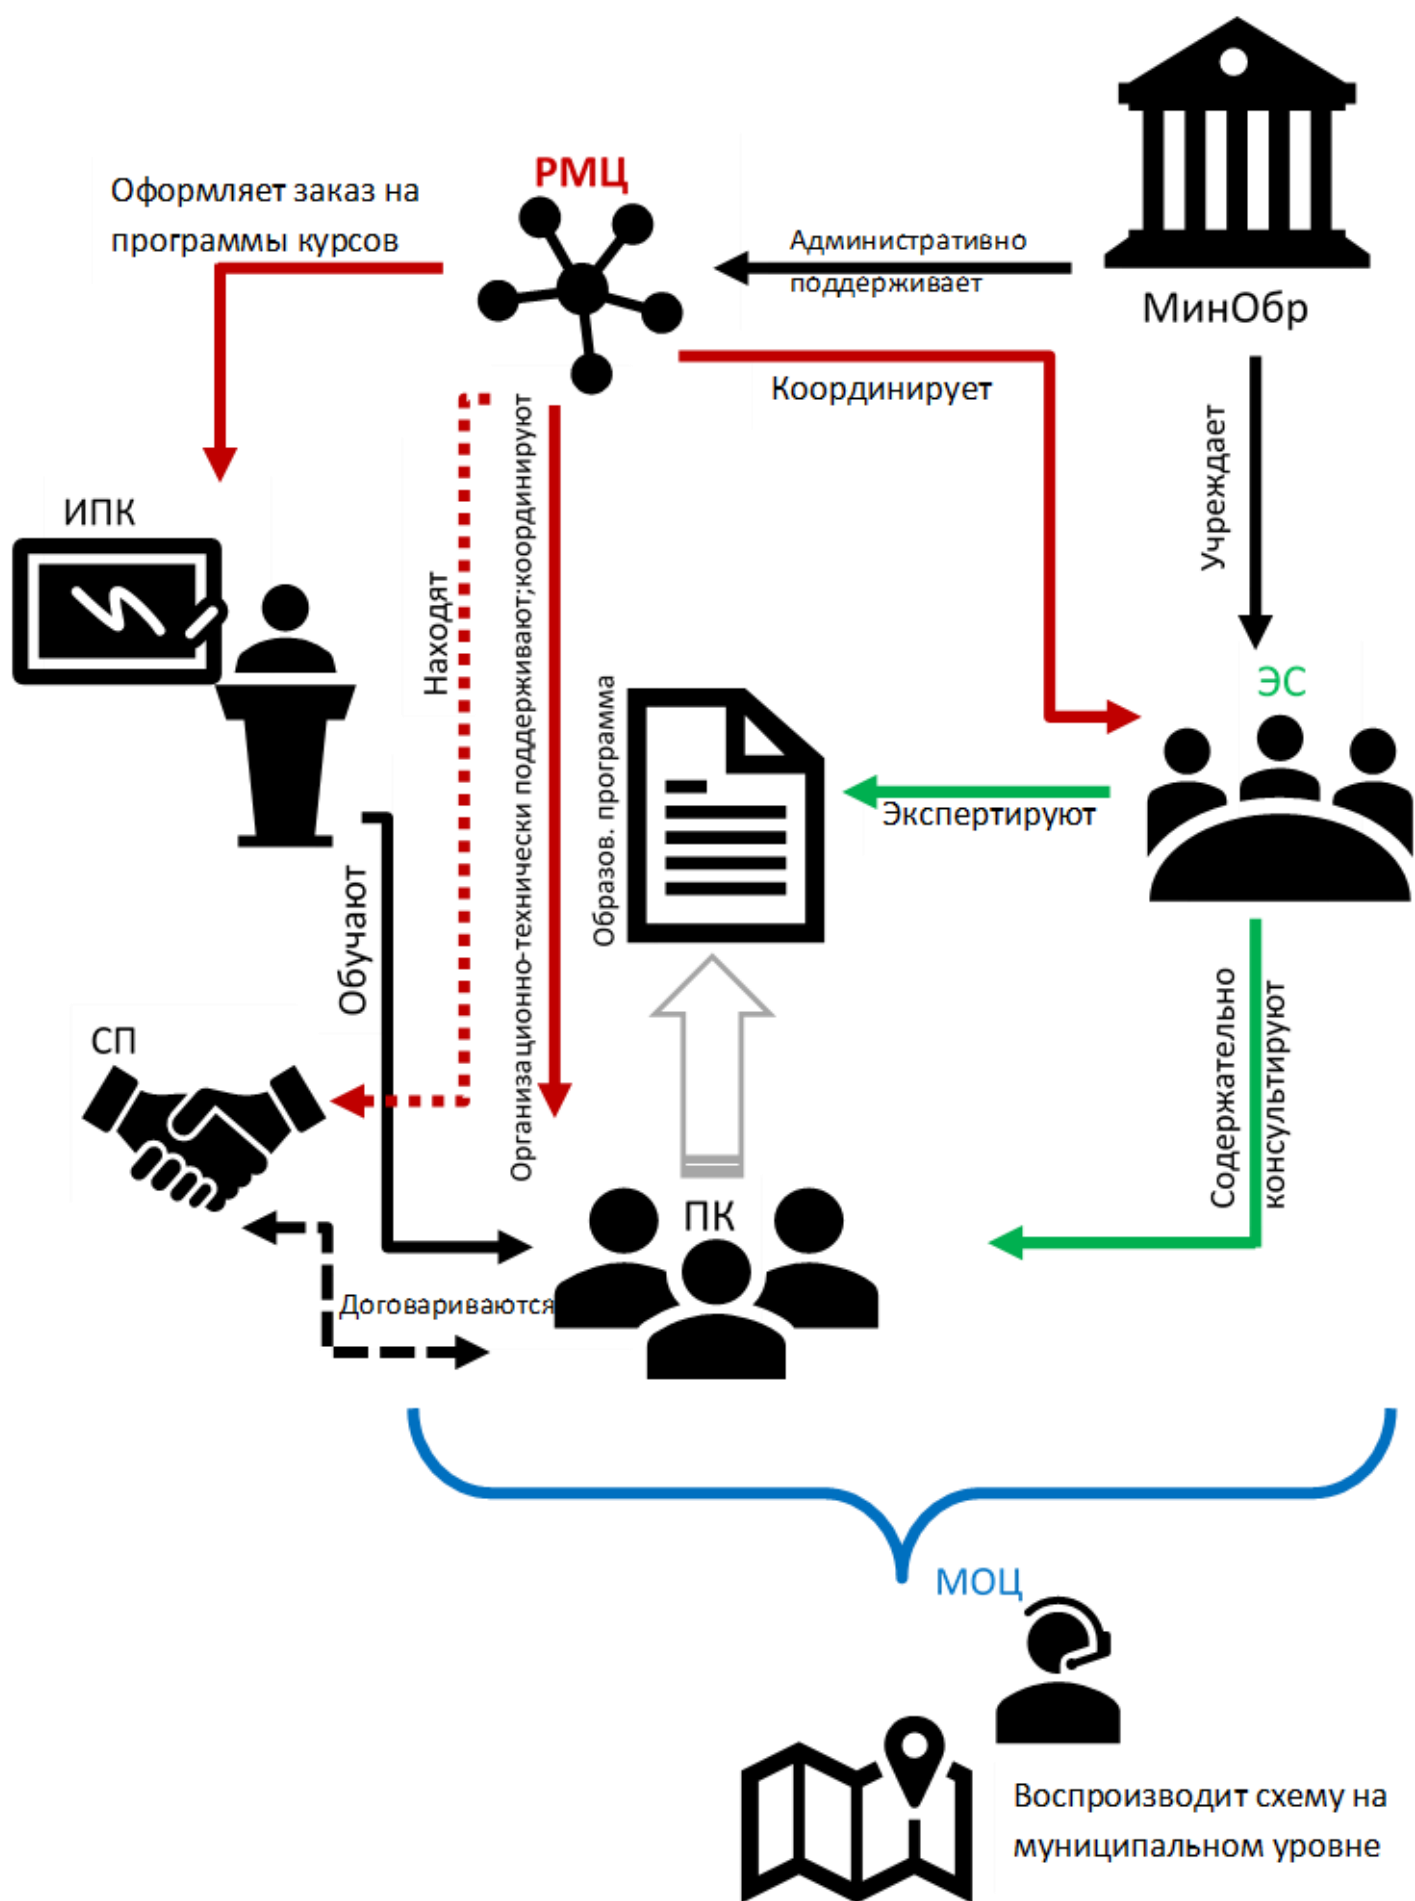 РМЦ
Оформляет заказ на
программы курсов
Административно
поддерживает
МинОбр
Координирует
Учреждает
ИПК
Находят
Организационно-технически поддерживают;координируют
Образов. программа
ЭС
Экспертируют
Обучают
СП
Содержательно
консультируют
ПК
Договариваются
МОЦ
Воспроизводит схему на
муниципальном уровне